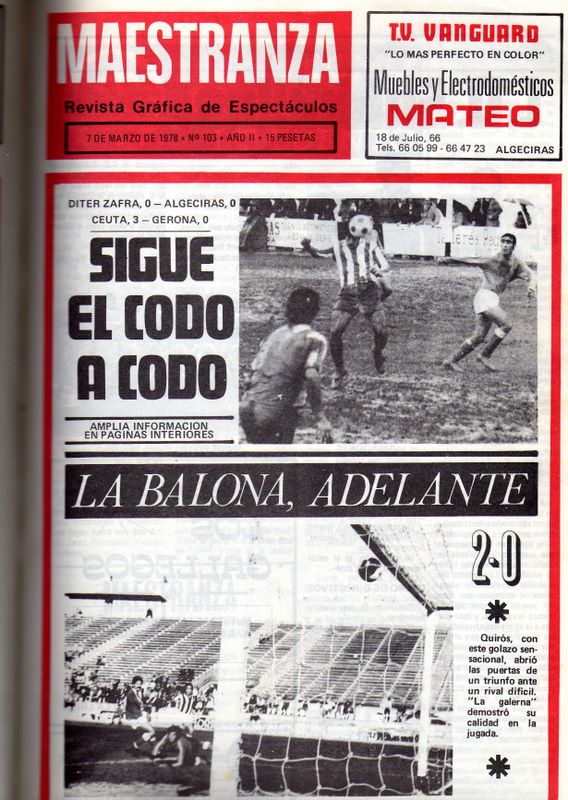 MAESTRANZA
Revista Gráfica de Espectáculos
7 DE MARZO DE 1978 • Nº 103 • AÑO II • 15 PESETAS
T.V. VANGUARD
"LO MAS PERFECTO EN COLOR"
Muebles y Electrodomésticos
MATEO
18 de Julio, 66
Tels. 66 05 99 - 66 47 23 ALGECIRAS
DITER ZAFRA, 0 — ALGECIRAS, 0
CEUTA, 3 — GERONA, 0
SIGUE
EL CODO
A CODO
AMPLIA INFORMACION
EN PAGINAS INTERIORES
LA BALONA, ADELANTE
2-0
Quirós, con
este golazo sen-
sacional, abrió
las puertas de
un triunfo ante
un rival difícil.
"La galerna"
demostró su
calidad en la
jugada.